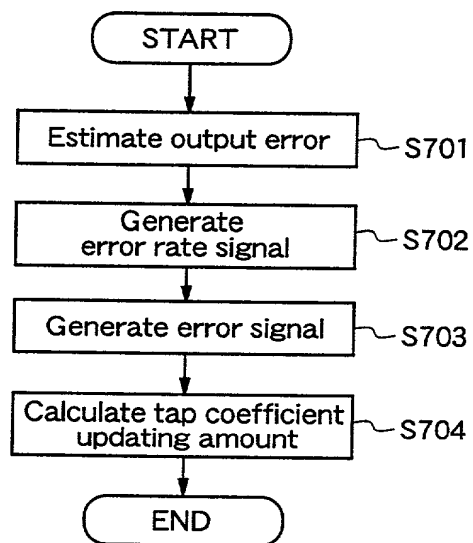 START
Estimate output error
S701
Generate
error rate signal
S702
Generate error signal
S703
Calculate tap coefficient
updating amount
S704
END